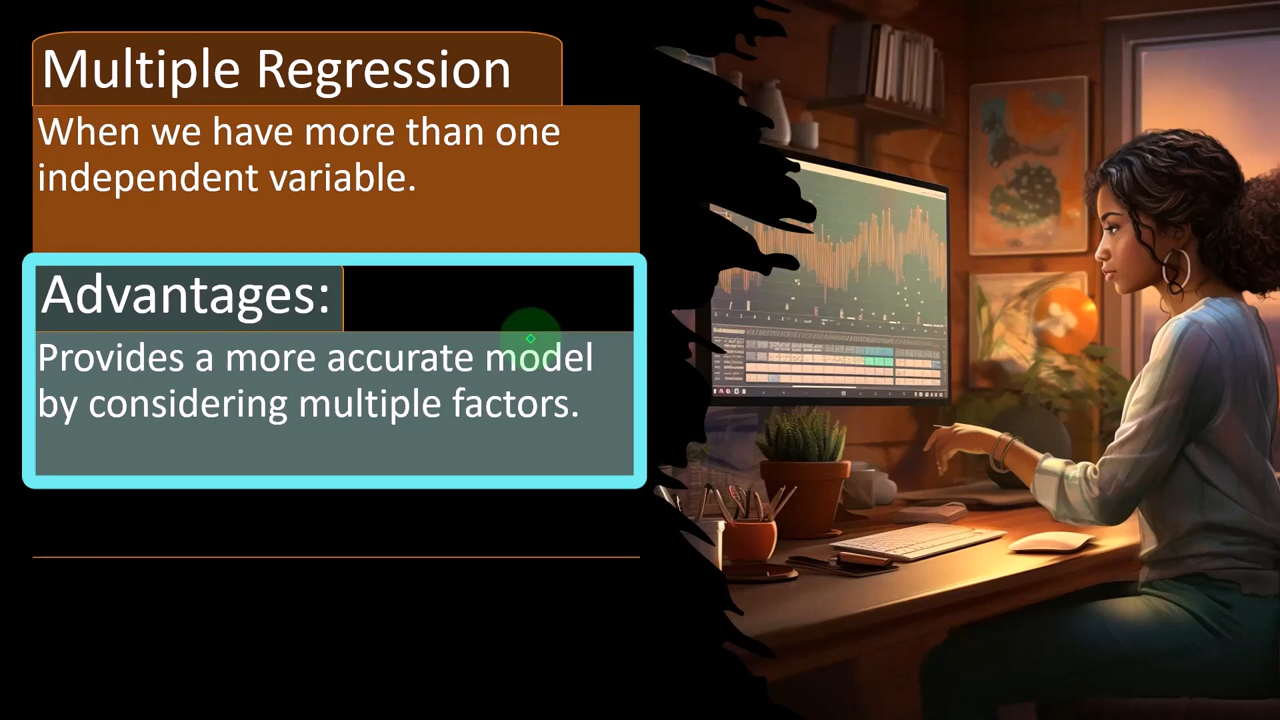 Multiple Regression
When we have more than one
independent variable.
Advantages:
Provides a more accurate model
by considering multiple factors.